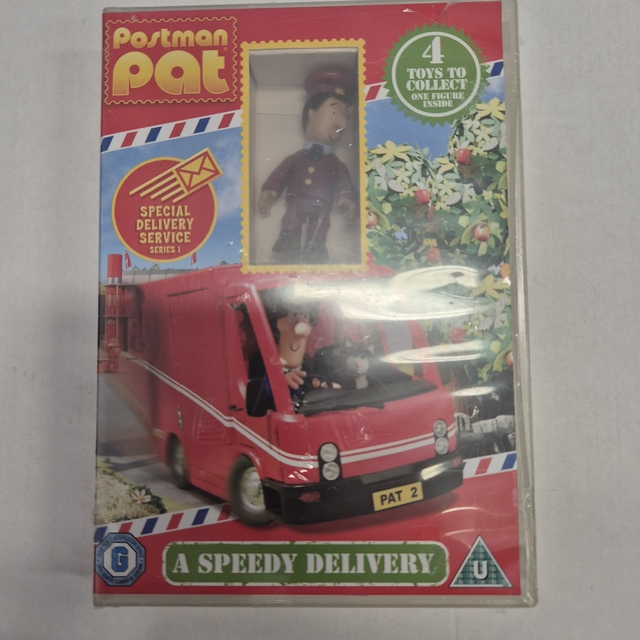 Postman
Pat
4
TOYS TO
COLLECT
ONE FIGURE
INSIDE
SPECIAL
DELIVERY
SERVICE
SERIES 1
PAT 2
A SPEEDY DELIVERY
G
U